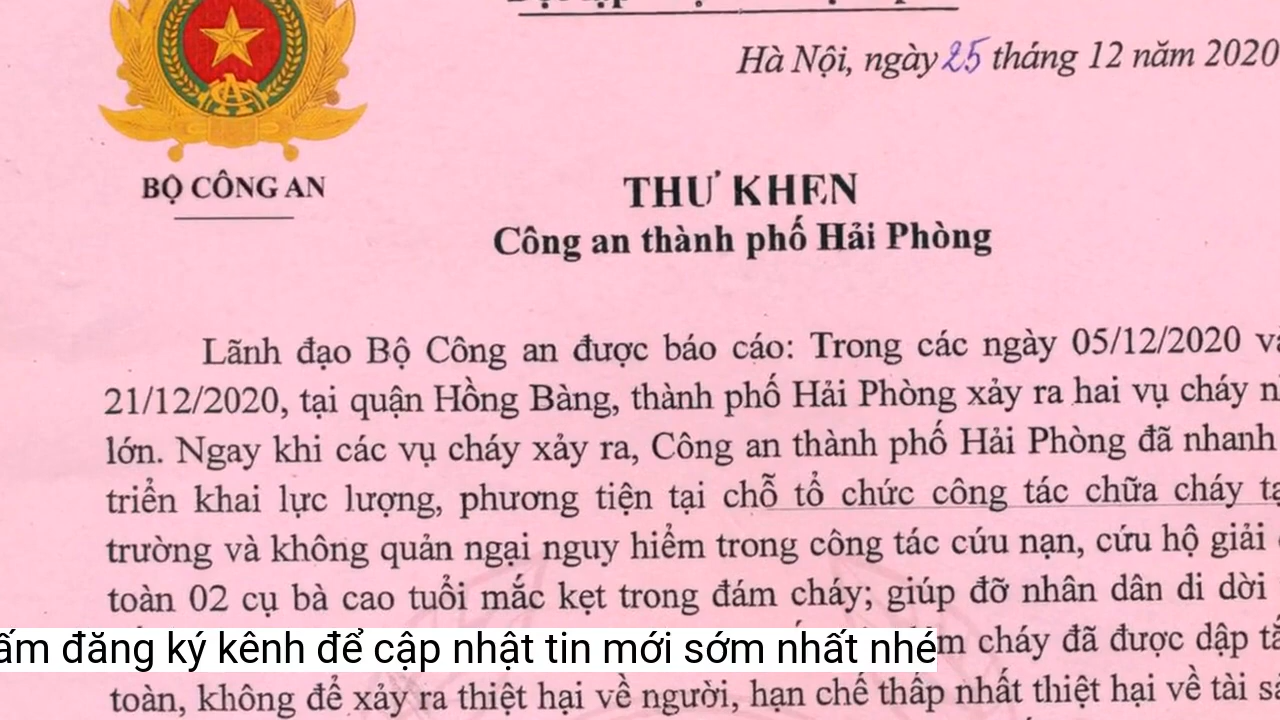 Hà Nội, ngày 25 tháng 12 năm 2020
BỘ CÔNG AN
THƯ KHEN
Công an thành phố Hải Phòng
Lãnh đạo Bộ Công an được báo cáo: Trong các ngày 05/12/2020
21/12/2020, tại quận Hồng Bàng, thành phố Hải Phòng xảy ra hai vụ cháy
lớn. Ngay khi các vụ cháy xảy ra, Công an thành phố Hải Phòng đã nhanh
triển khai lực lượng, phương tiện tại chỗ tổ chức công tác chữa cháy
trường và không quản ngại nguy hiểm trong công tác cứu nạn, cứu hộ giải
toàn 02 cụ bà cao tuổi mắc kẹt trong đám cháy; giúp đỡ nhân dân di dời
đăng ký kênh để cập nhật tin mới sớm nhất nhé
cháy đã được dập
toàn, không để xảy ra thiệt hại về người, hạn chế thấp nhất thiệt hại về tài